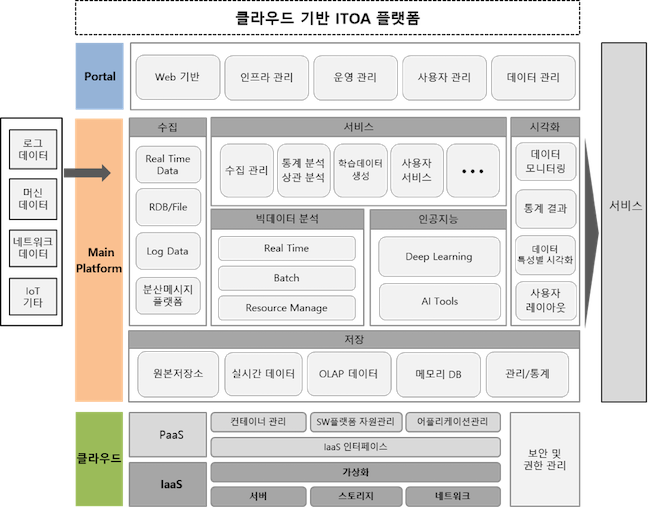 클라우드 기반 ITOA 플랫폼
Portal
Web 기반
인프라 관리
운영 관리
사용자 관리
데이터 관리
로그
데이터
머신
데이터
네트워크
데이터
IoT
기타
Main
Platform
수집
Real Time
Data
RDB/File
Log Data
분산메시지
플랫폼
서비스
수집 관리
통계 분석
상관 분석
학습데이터
생성
사용자
서비스
• • •
빅데이터 분석
Real Time
Batch
Resource Manage
인공지능
Deep Learning
AI Tools
시각화
데이터
모니터링
통계 결과
데이터
특성별 시각화
사용자
레이아웃
저장
원본저장소
실시간 데이터
OLAP 데이터
메모리 DB
관리/통계
서비스
클라우드
PaaS
컨테이너 관리
SW플랫폼 자원관리
어플리케이션관리
IaaS 인터페이스
IaaS
가상화
서버
스토리지
네트워크
보안 및
권한 관리